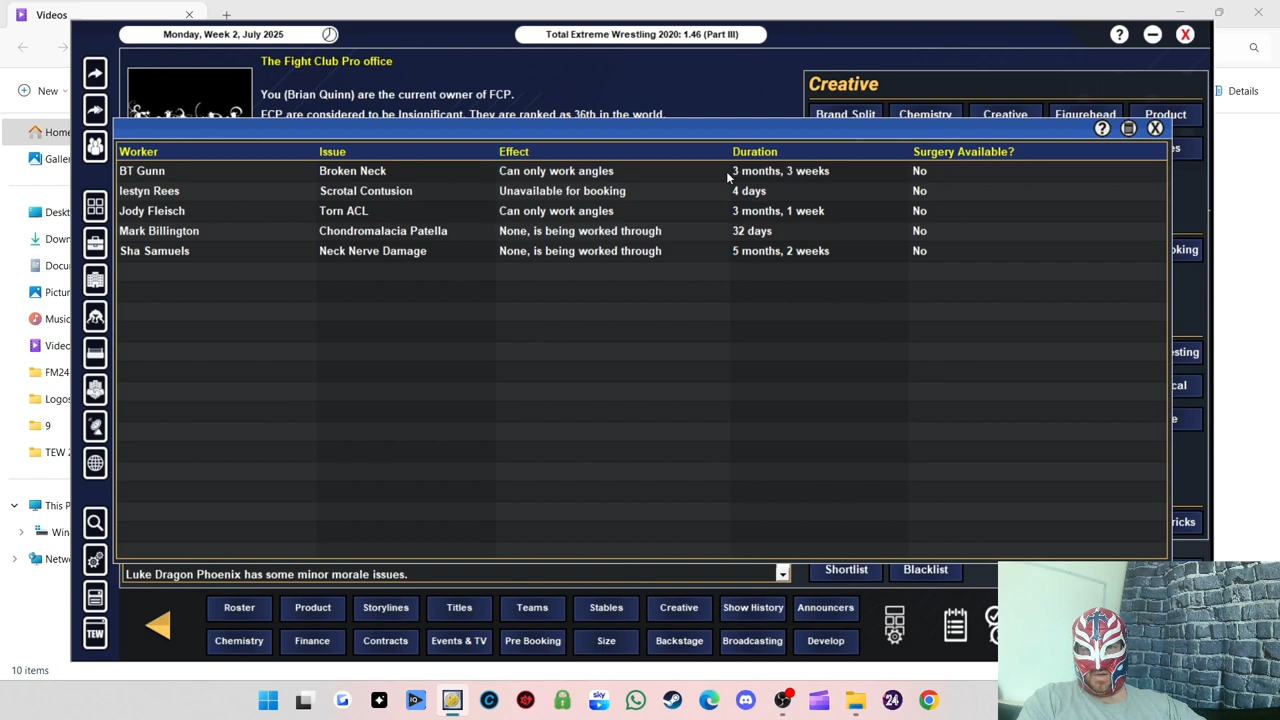 Videos
Monday, Week 2, July 2025
Total Extreme Wrestling 2020: 1.46 (Part III)
The Fight Club Pro office
You (Brian Quinn) are the current owner of FCP.
FCP are considered to be Insignificant. They are ranked as 36th in the world.
Creative
Brand Split Chemistry Creative Figurehead Product
New
Details
Home
Worker Issue Effect Duration Surgery Available?
BT Gunn Broken Neck Can only work angles 3 months, 3 weeks No
Iestyn Rees Scrotal Contusion Unavailable for booking 4 days No
Jody Fleisch Torn ACL Can only work angles 3 months, 1 week No
Mark Billington Chondromalacia Patella None, is being worked through 32 days No
Sha Samuels Neck Nerve Damage None, is being worked through 5 months, 2 weeks No
Galler
Deskt
Down
Docu
Pictur
Music
Video
FM24
Logos
9
TEW 2
This P
Win
Netwo
es
oking
sting
cal
e
ricks
Luke Dragon Phoenix has some minor morale issues.
Shortlist Blacklist
Roster Product Storylines Titles Teams Stables Creative Show History Announcers
Chemistry Finance Contracts Events & TV Pre Booking Size Backstage Broadcasting Develop
TEW
10 items
sky
24